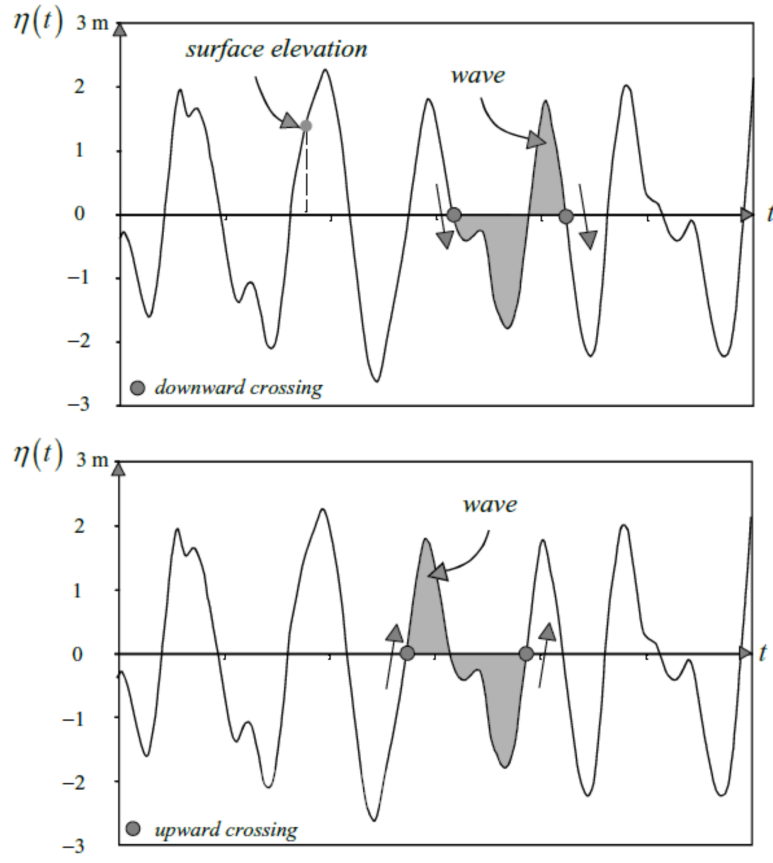 η(t) 3 m
surface elevation
wave
2
1
0
t
−1
−2
−3
downward crossing
η(t) 3 m
wave
2
1
0
t
−1
−2
−3
upward crossing